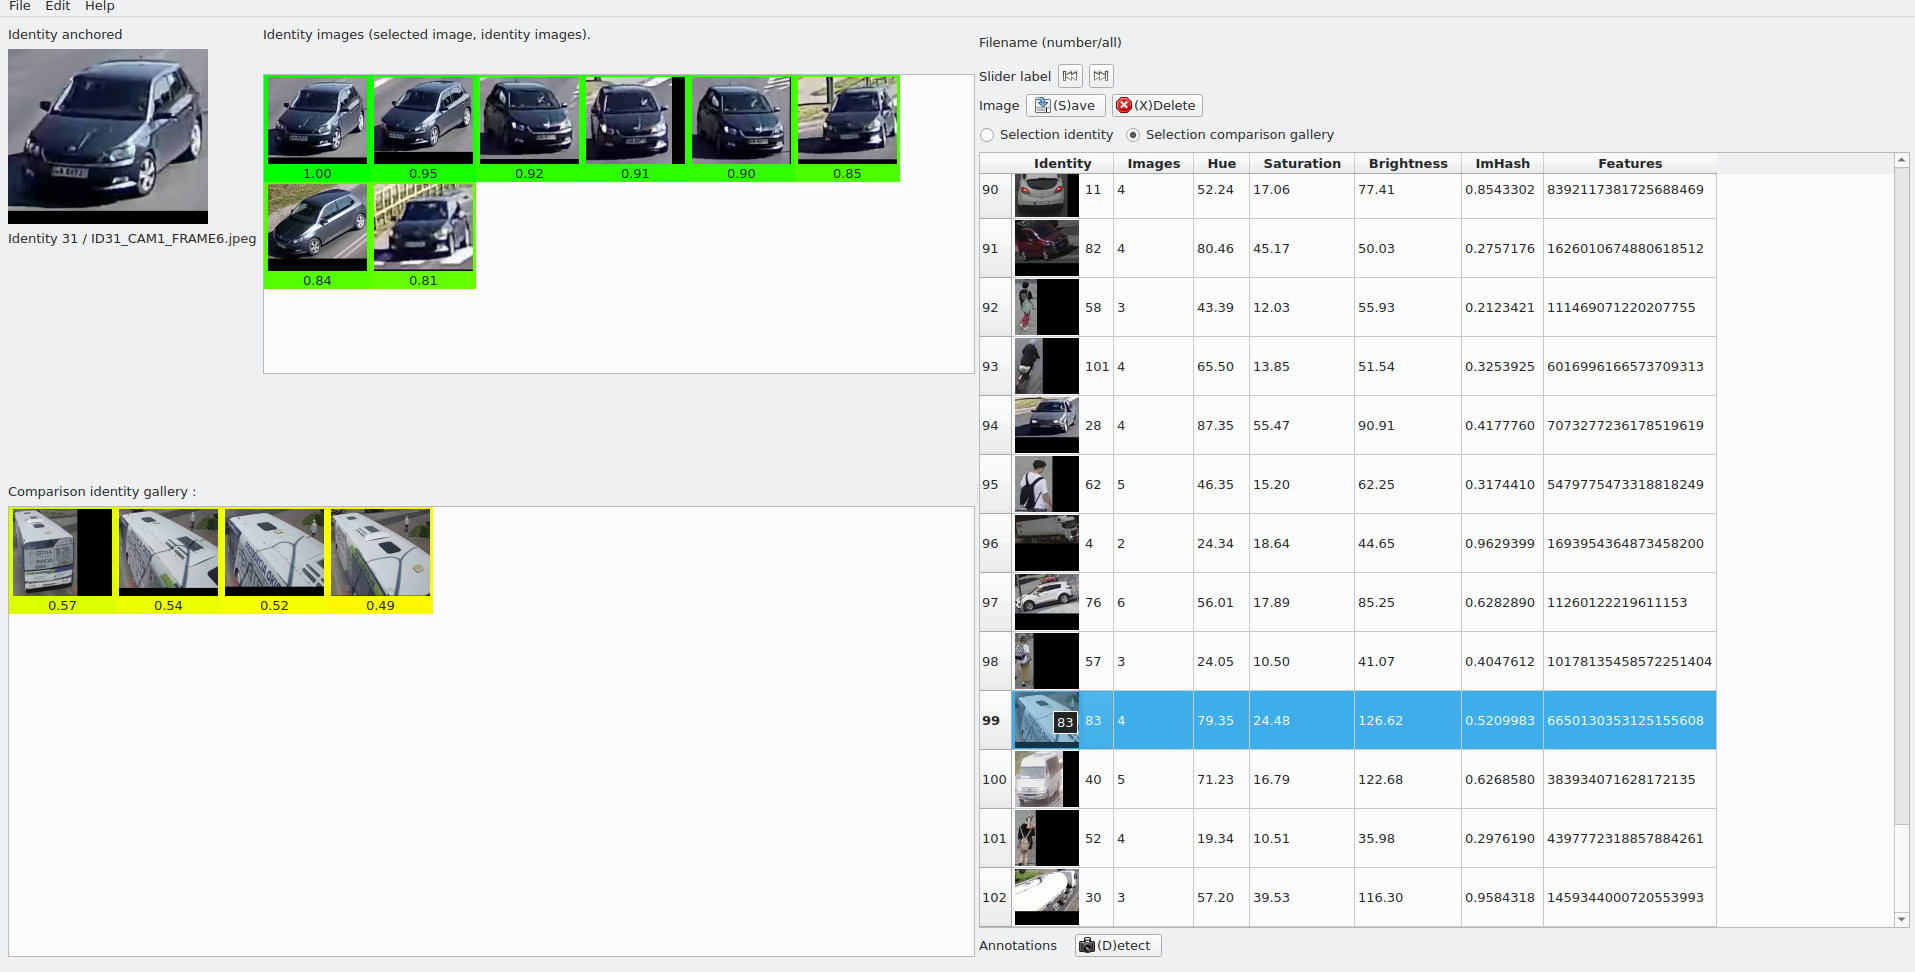 File Edit Help
Identity anchored
Identity 31 / ID31_CAM1_FRAME6.jpeg
Identity images (selected image, identity images).
1.00 0.95 0.92 0.91 0.90 0.85
0.84 0.81
Comparison identity gallery :
0.57 0.54 0.52 0.49
Filename (number/all)
Slider label
Image (S)ave (X)Delete
Selection identity Selection comparison gallery
Identity Images Hue Saturation Brightness ImHash Features
90 11 4 52.24 17.06 77.41 0.8543302 8392117381725688469
91 82 4 80.46 45.17 50.03 0.2757176 1626010674880618512
92 58 3 43.39 12.03 55.93 0.2123421 111469071220207755
93 101 4 65.50 13.85 51.54 0.3253925 6016996166573709313
94 28 4 87.35 55.47 90.91 0.4177760 7073277236178519619
95 62 5 46.35 15.20 62.25 0.3174410 5479775473318818249
96 4 2 24.34 18.64 44.65 0.9629399 1693954364873458200
97 76 6 56.01 17.89 85.25 0.6282890 11260122219611153
98 57 3 24.05 10.50 41.07 0.4047612 10178135458572251404
99 83 83 4 79.35 24.48 126.62 0.5209983 6650130353125155608
100 40 5 71.23 16.79 122.68 0.6268580 383934071628172135
101 52 4 19.34 10.51 35.98 0.2976190 4397772318857884261
102 30 3 57.20 39.53 116.30 0.9584318 1459344000720553993
Annotations (D)etect